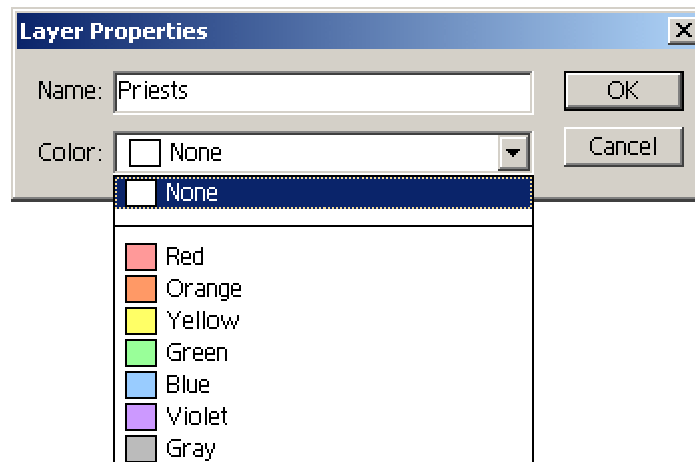 Layer Properties
Name: Priests OK
Color: None Cancel
None
Red
Orange
Yellow
Green
Blue
Violet
Gray